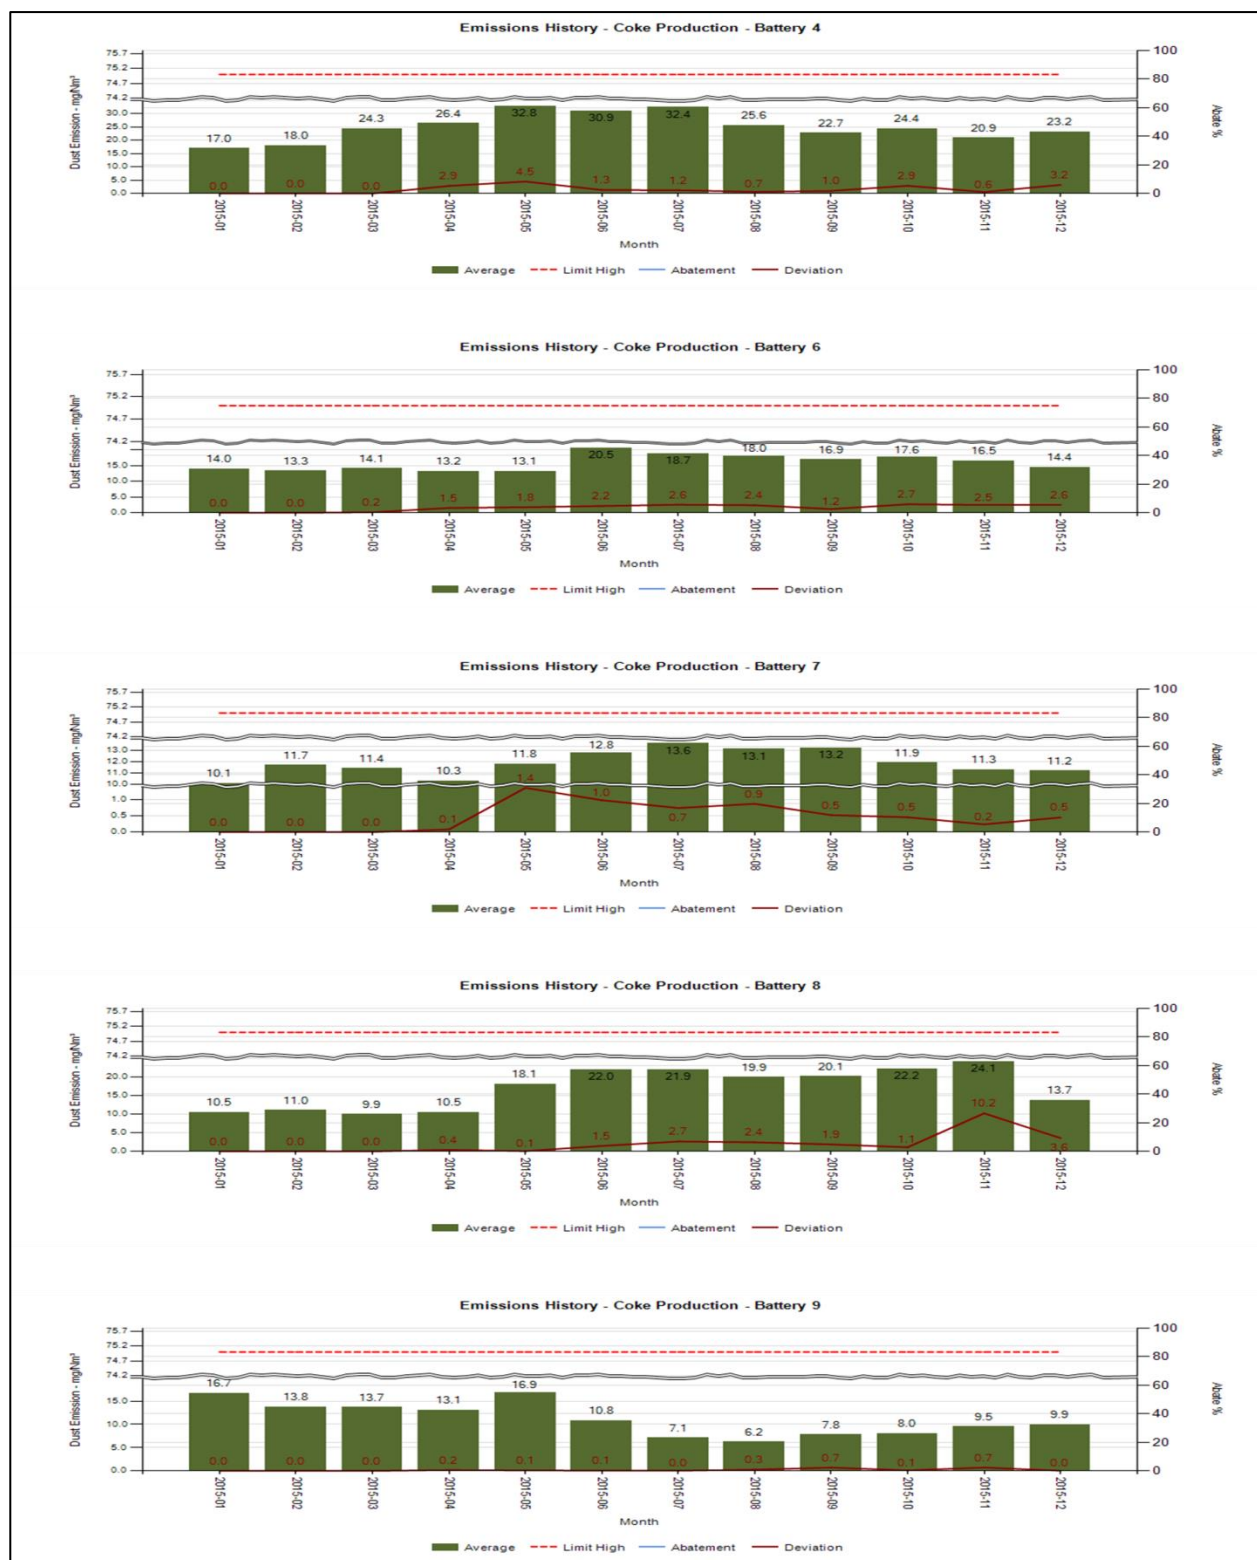 Emissions History - Coke Production - Battery 4
Dust Emission - mg/Nm³
75.7
75.2
74.7
74.2
30.0
25.0
20.0
15.0
10.0
5.0
0.0
17.0 18.0 24.3 26.4 32.8 30.9 32.4 25.6 22.7 24.4 20.9 23.2
0.0 0.0 0.0 2.9 4.5 1.3 1.2 0.7 1.0 2.9 0.6 3.2
100
80
60
40
20
0
Abate %
2015-01 2015-02 2015-03 2015-04 2015-05 2015-06 2015-07 2015-08 2015-09 2015-10 2015-11 2015-12
Month
Average Limit High Abatement Deviation
Emissions History - Coke Production - Battery 6
Dust Emission - mg/Nm³
75.7
75.2
74.7
74.2
15.0
10.0
5.0
0.0
14.0 13.3 14.1 13.2 13.1 20.5 18.7 18.0 16.9 17.6 16.5 14.4
0.0 0.0 0.2 1.5 1.8 2.2 2.6 2.4 1.2 2.7 2.5 2.6
100
80
60
40
20
0
Abate %
2015-01 2015-02 2015-03 2015-04 2015-05 2015-06 2015-07 2015-08 2015-09 2015-10 2015-11 2015-12
Month
Average Limit High Abatement Deviation
Emissions History - Coke Production - Battery 7
Dust Emission - mg/Nm³
75.7
75.2
74.7
74.2
13.0
12.0
11.0
10.0
1.0
0.5
0.0
10.1 11.7 11.4 10.3 11.8 12.8 13.6 13.1 13.2 11.9 11.3 11.2
0.0 0.0 0.0 0.1 1.4 1.0 0.7 0.9 0.5 0.5 0.2 0.5
100
80
60
40
20
0
Abate %
2015-01 2015-02 2015-03 2015-04 2015-05 2015-06 2015-07 2015-08 2015-09 2015-10 2015-11 2015-12
Month
Average Limit High Abatement Deviation
Emissions History - Coke Production - Battery 8
Dust Emission - mg/Nm³
75.7
75.2
74.7
74.2
20.0
15.0
10.0
5.0
0.0
10.5 11.0 9.9 10.5 18.1 22.0 21.9 19.9 20.1 22.2 24.1 13.7
0.0 0.0 0.0 0.4 0.1 1.5 2.7 2.4 1.9 1.1 10.2 3.6
100
80
60
40
20
0
Abate %
2015-01 2015-02 2015-03 2015-04 2015-05 2015-06 2015-07 2015-08 2015-09 2015-10 2015-11 2015-12
Month
Average Limit High Abatement Deviation
Emissions History - Coke Production - Battery 9
Dust Emission - mg/Nm³
75.7
75.2
74.7
74.2
15.0
10.0
5.0
0.0
16.7 13.8 13.7 13.1 16.9 10.8 7.1 6.2 7.8 8.0 9.5 9.9
0.0 0.0 0.0 0.2 0.1 0.1 0.0 0.3 0.7 0.1 0.7 0.0
100
80
60
40
20
0
Abate %
2015-01 2015-02 2015-03 2015-04 2015-05 2015-06 2015-07 2015-08 2015-09 2015-10 2015-11 2015-12
Month
Average Limit High Abatement Deviation